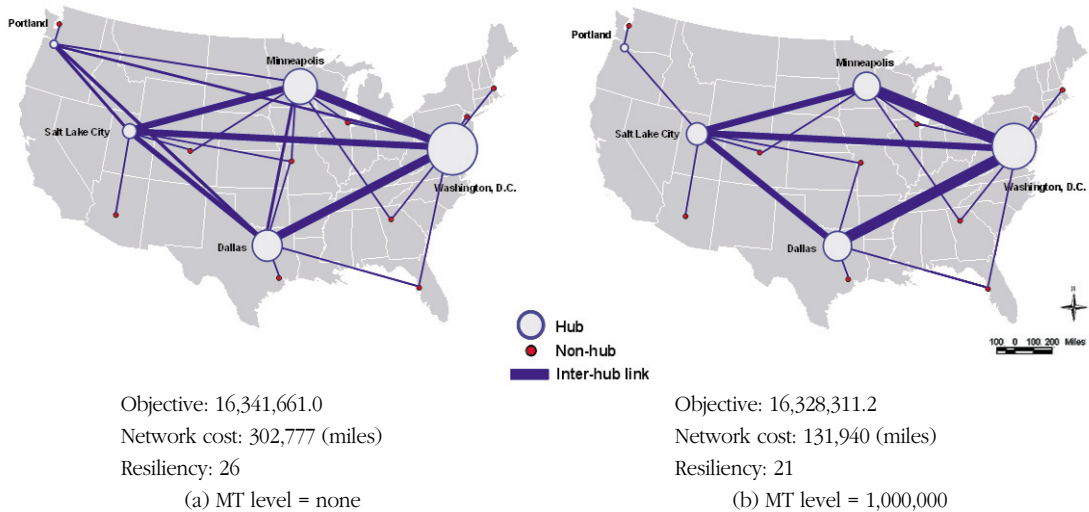 Portland
Minneapolis
Salt Lake City
Washington, D.C.
Dallas
Portland
Minneapolis
Salt Lake City
Washington, D.C.
Dallas
Hub
Non-hub
Inter-hub link
100 0 100 200 Miles
Objective: 16,341,661.0
Network cost: 302,777 (miles)
Resiliency: 26
(a) MT level = none
Objective: 16,328,311.2
Network cost: 131,940 (miles)
Resiliency: 21
(b) MT level = 1,000,000